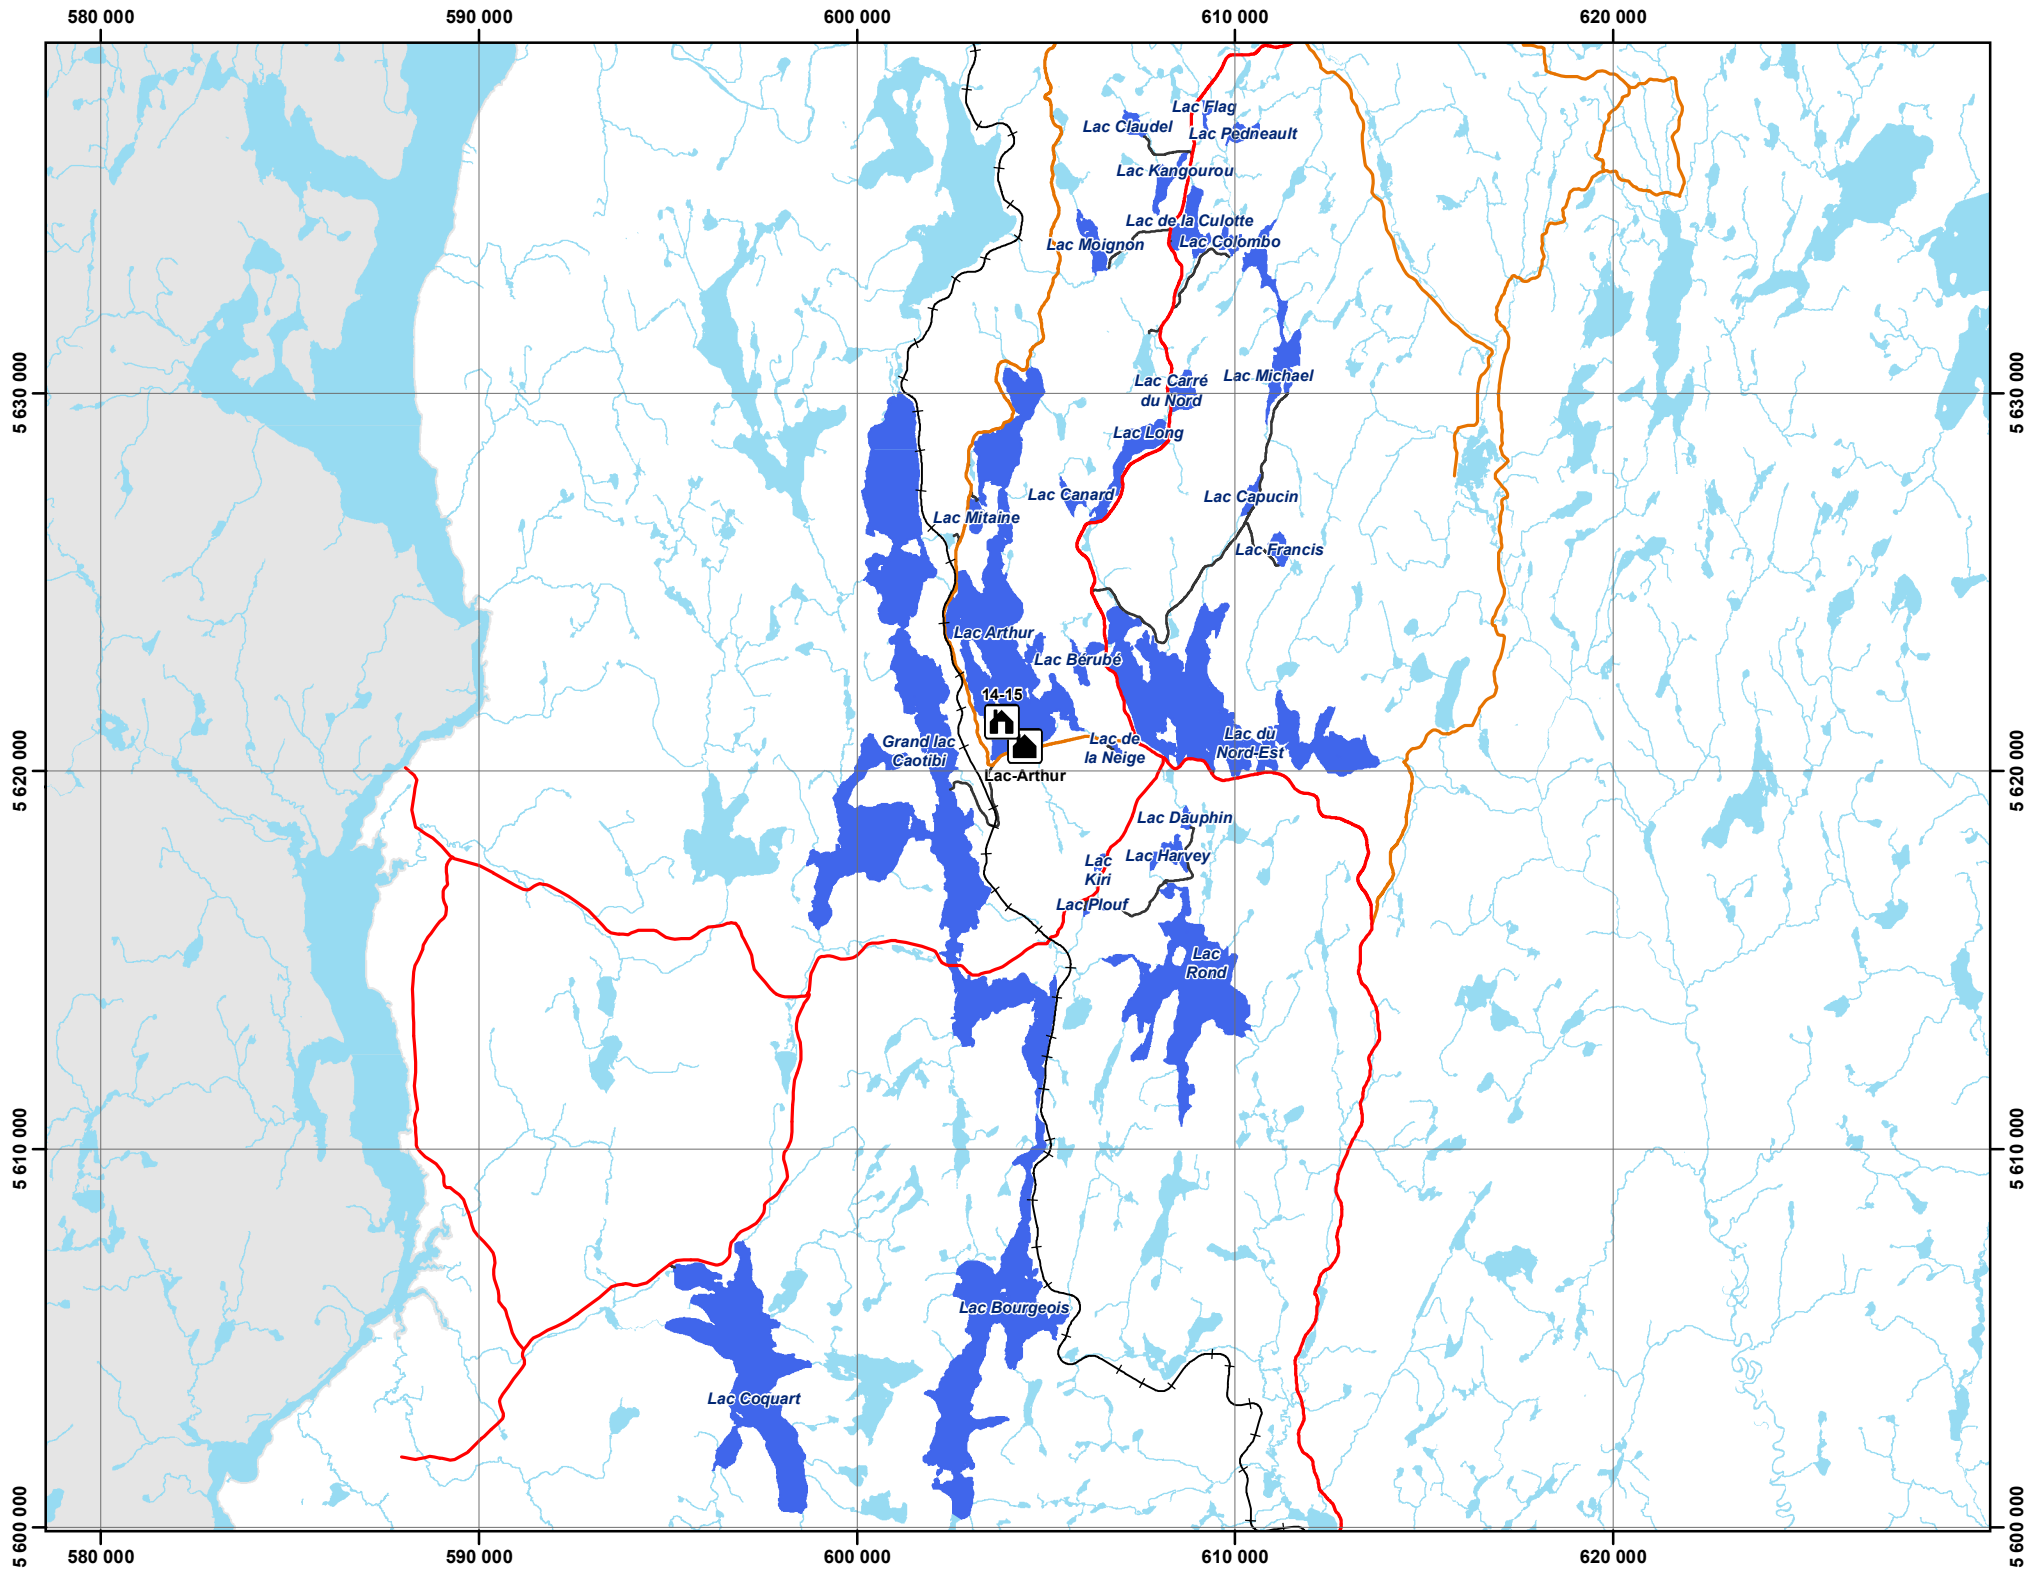 580 000
590 000
600 000
610 000
620 000
Lac Flag
Lac Claudel
Lac Pedneault
Lac Kangourou
Lac de la Culotte
Lac Colombo
Lac Moignon
5 630 000
5 630 000
Lac Carré
du Nord
Lac Michael
Lac Long
Lac Canard
Lac Capucin
Lac Mitaine
Lac Francis
Lac Arthur
Lac Bérubé
14-15
Grand lac
Caotibi
Lac de
la Neige
Lac du
Nord-Est
Lac-Arthur
5 620 000
5 620 000
Lac Dauphin
Lac Harvey
Lac
Kiri
Lac Plouf
Lac
Rond
5 610 000
5 610 000
Lac Bourgeois
Lac Coquart
5 600 000
5 600 000
580 000
590 000
600 000
610 000
620 000